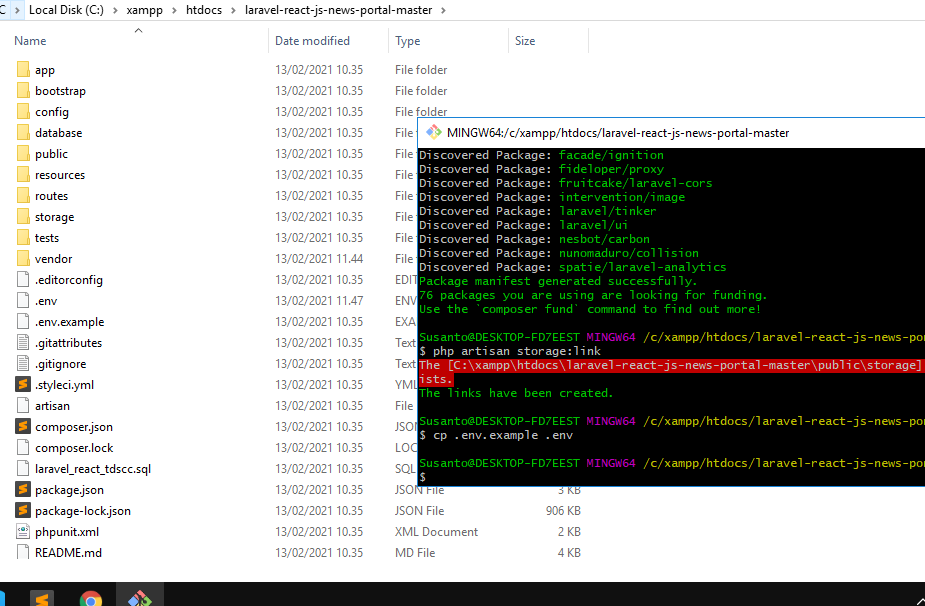 C > Local Disk (C:) > xampp > htdocs > laravel-react-js-news-portal-master >
Name Date modified Type Size
app 13/02/2021 10.35 File folder
bootstrap 13/02/2021 10.35 File folder
config 13/02/2021 10.35 File folder
database 13/02/2021 10.35 File
public 13/02/2021 10.35 File
resources 13/02/2021 10.35 File
routes 13/02/2021 10.35 File
storage 13/02/2021 10.35 File
tests 13/02/2021 10.35 File
vendor 13/02/2021 11.44 File
.editorconfig 13/02/2021 10.35 EDIT
.env 13/02/2021 11.47 ENV
.env.example 13/02/2021 10.35 EXA
.gitattributes 13/02/2021 10.35 Text
.gitignore 13/02/2021 10.35 Text
.styleci.yml 13/02/2021 10.35 YML
artisan 13/02/2021 10.35 File
composer.json 13/02/2021 10.35 JSO
composer.lock 13/02/2021 10.35 LOC
laravel_react_tdscc.sql 13/02/2021 10.35 SQL
package.json 13/02/2021 10.35 JSON File 3 KB
package-lock.json 13/02/2021 10.35 JSON File 906 KB
phpunit.xml 13/02/2021 10.35 XML Document 2 KB
README.md 13/02/2021 10.35 MD File 4 KB
MINGW64:/c/xampp/htdocs/laravel-react-js-news-portal-master
Discovered Package: facade/ignition
Discovered Package: fideloper/proxy
Discovered Package: fruitcake/laravel-cors
Discovered Package: intervention/image
Discovered Package: laravel/tinker
Discovered Package: laravel/ui
Discovered Package: nesbot/carbon
Discovered Package: nunomaduro/collision
Discovered Package: spatie/laravel-analytics
Package manifest generated successfully.
76 packages you are using are looking for funding.
Use the `composer fund` command to find out more!
Susanto@DESKTOP-FD7EEST MINGW64 /c/xampp/htdocs/laravel-react-js-news-po
$ php artisan storage:link
The [C:\xampp\htdocs\laravel-react-js-news-portal-master\public\storage]
ists.
The links have been created.
Susanto@DESKTOP-FD7EEST MINGW64 /c/xampp/htdocs/laravel-react-js-news-po
$ cp .env.example .env
Susanto@DESKTOP-FD7EEST MINGW64 /c/xampp/htdocs/laravel-react-js-news-po
$